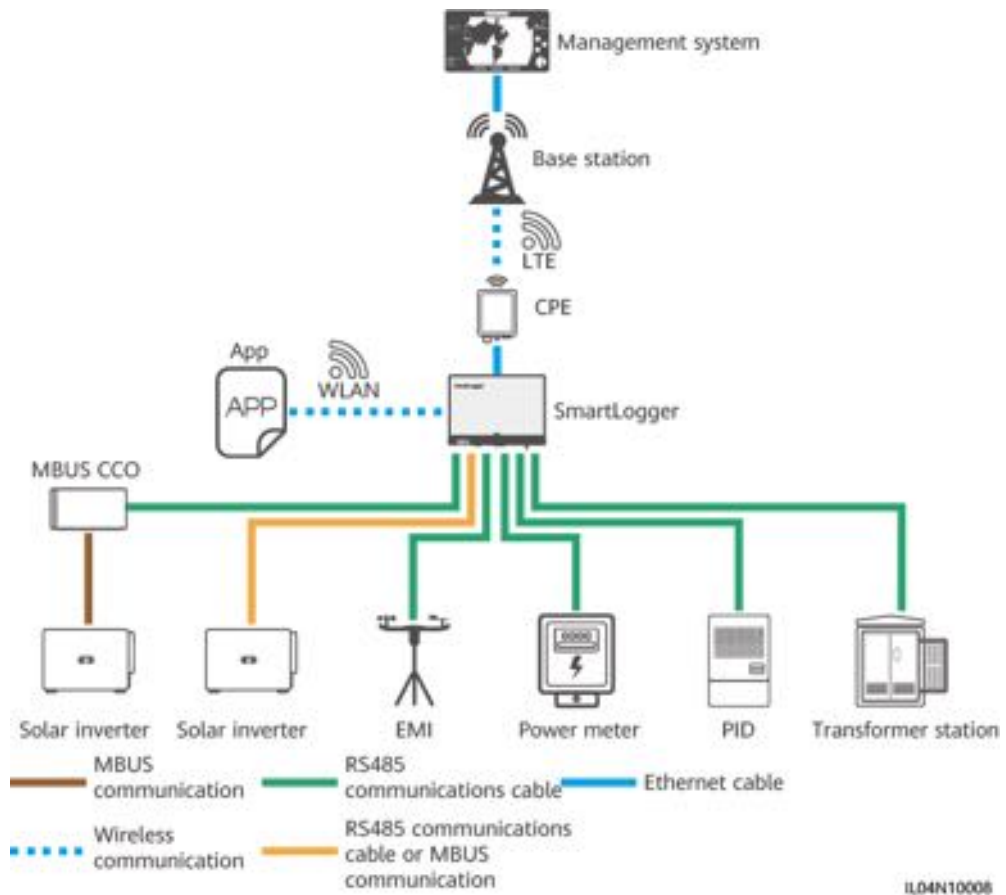 Management system
Base station
LTE
CPE
App
WLAN
APP
SmartLogger
MBUS CCO
Solar inverter
Solar inverter
EMI
Power meter
PID
Transformer station
MBUS
communication
RS485
communications cable
Ethernet cable
Wireless
communication
RS485 communications
cable or MBUS
communication
IL04N10008